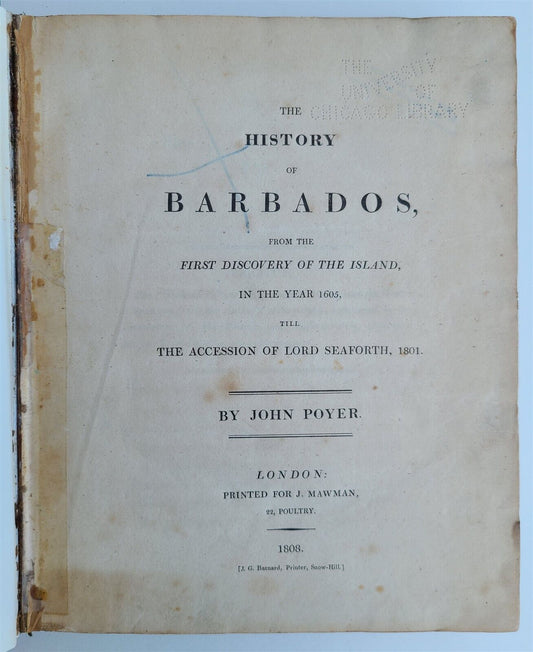 THE
UNIVERSITY
OF
CHICAGO LIBRARY
THE
HISTORY
OF
BARBADOS,
FROM THE
FIRST DISCOVERY OF THE ISLAND,
IN THE YEAR 1605,
TILL
THE ACCESSION OF LORD SEAFORTH, 1801.
BY JOHN POYER.
LONDON:
PRINTED FOR J. MAWMAN,
22, POULTRY.
1808.
[J. G. Barnard, Printer, Snow-Hill.]